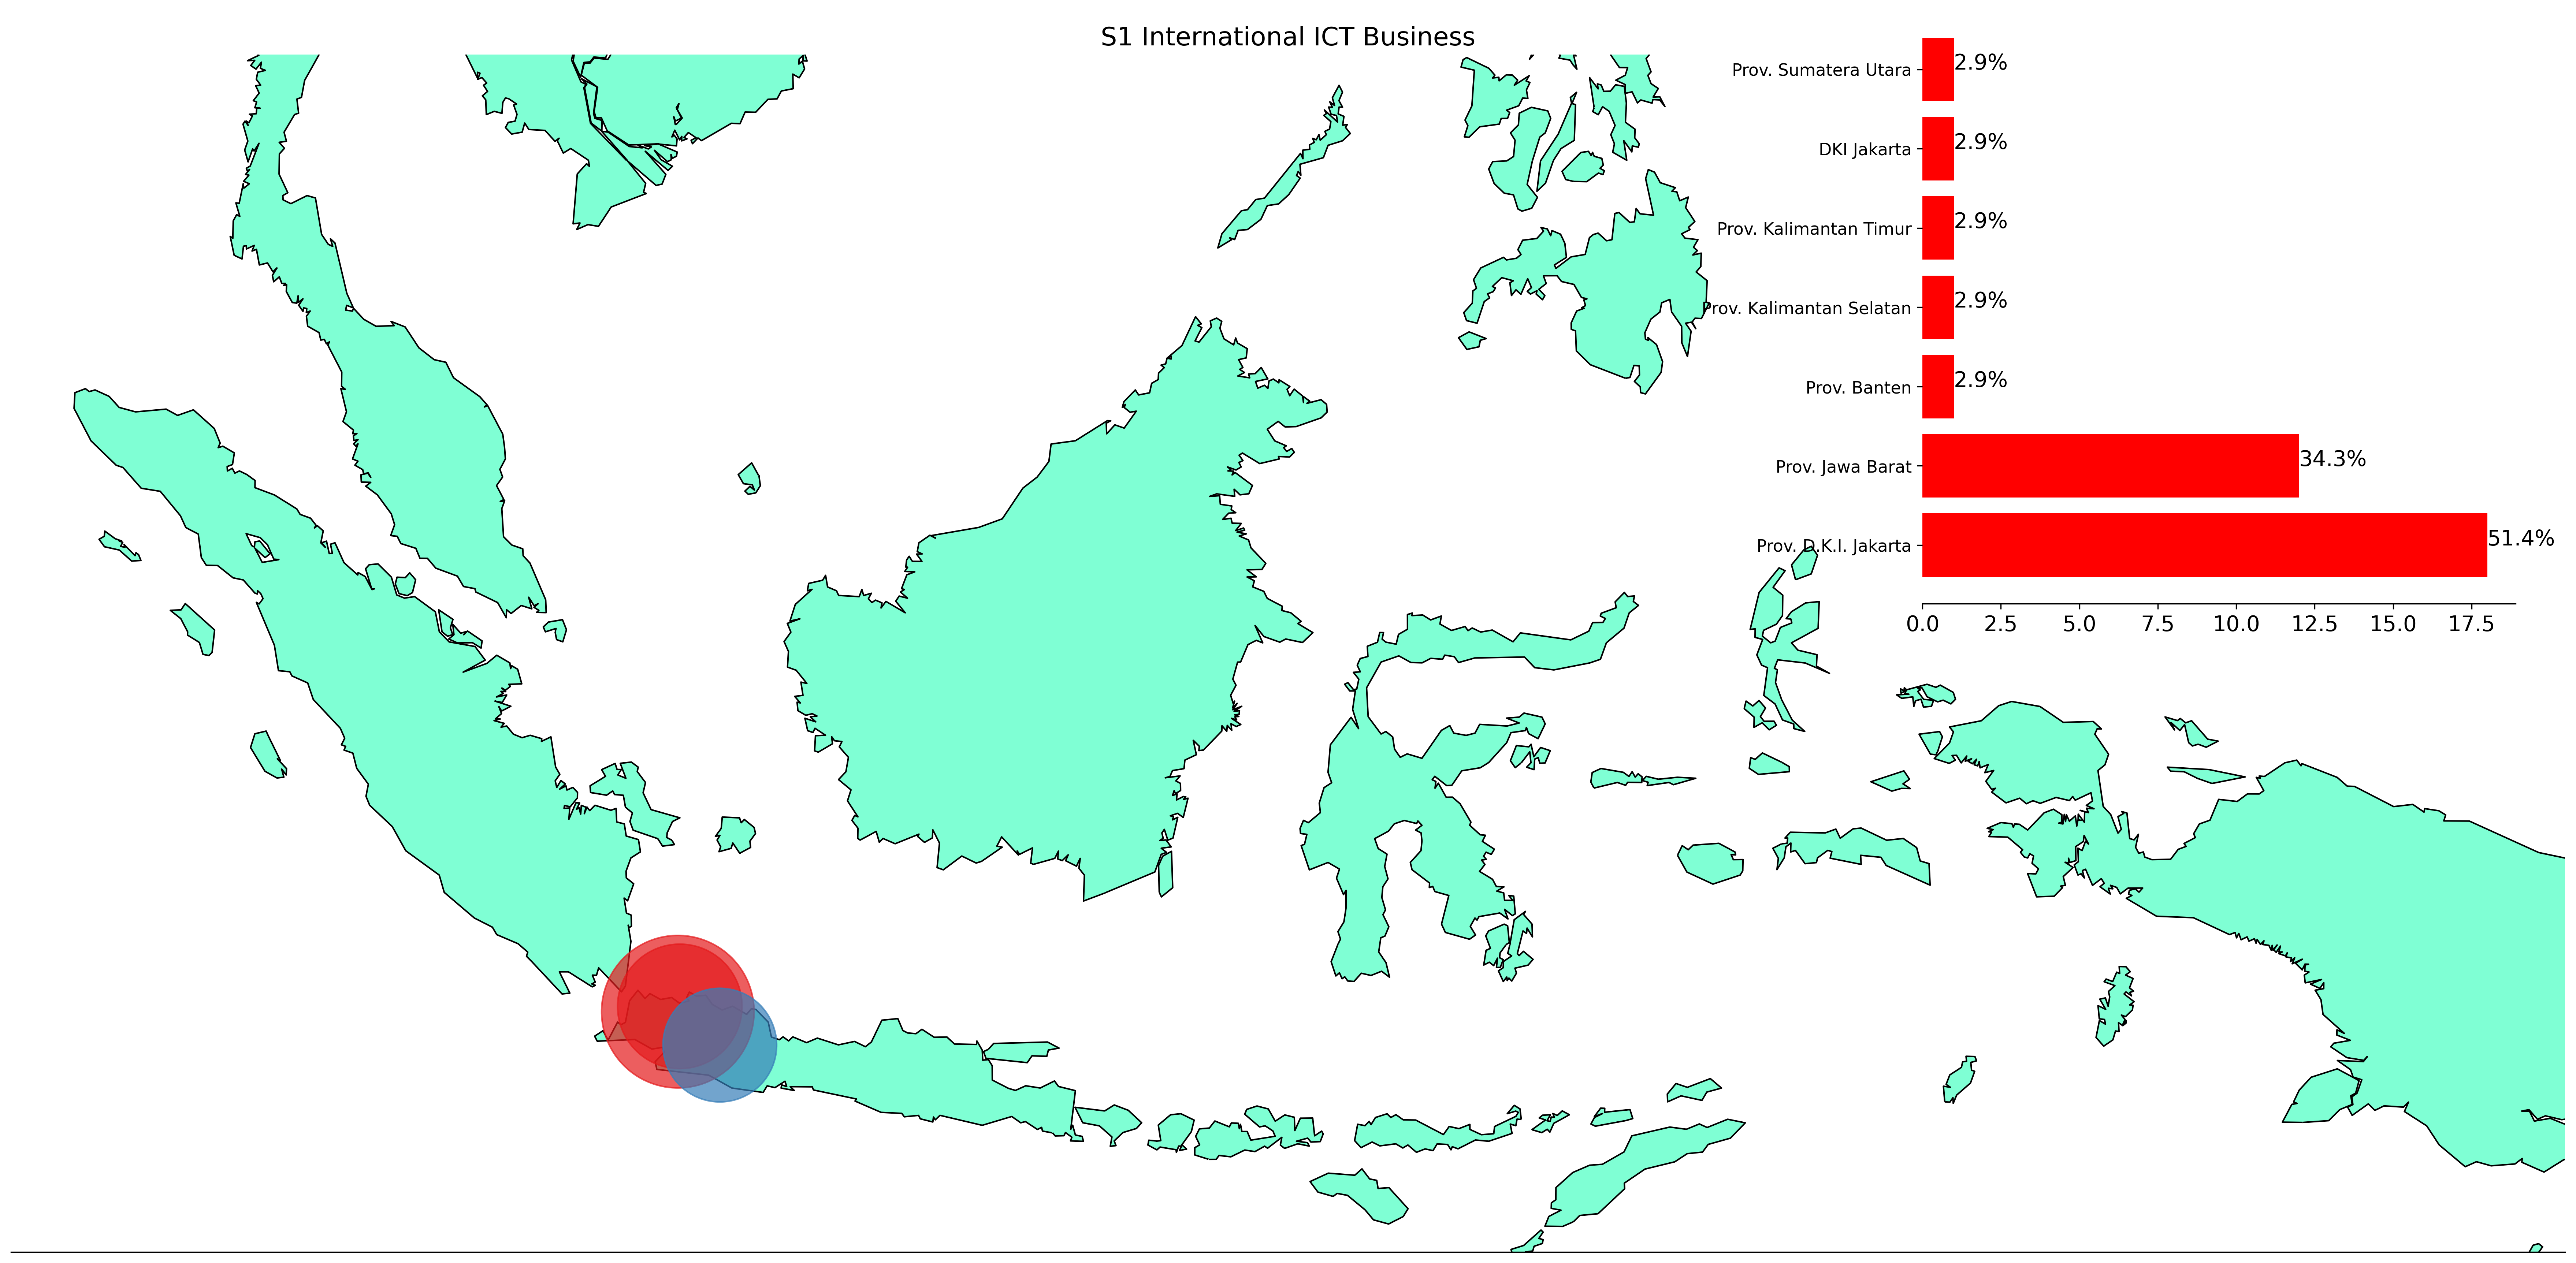 S1 International ICT Business
Prov. Sumatera Utara 2.9%
DKI Jakarta 2.9%
Prov. Kalimantan Timur 2.9%
Prov. Kalimantan Selatan 2.9%
Prov. Banten 2.9%
Prov. Jawa Barat 34.3%
Prov. D.K.I. Jakarta 51.4%
0.0 2.5 5.0 7.5 10.0 12.5 15.0 17.5